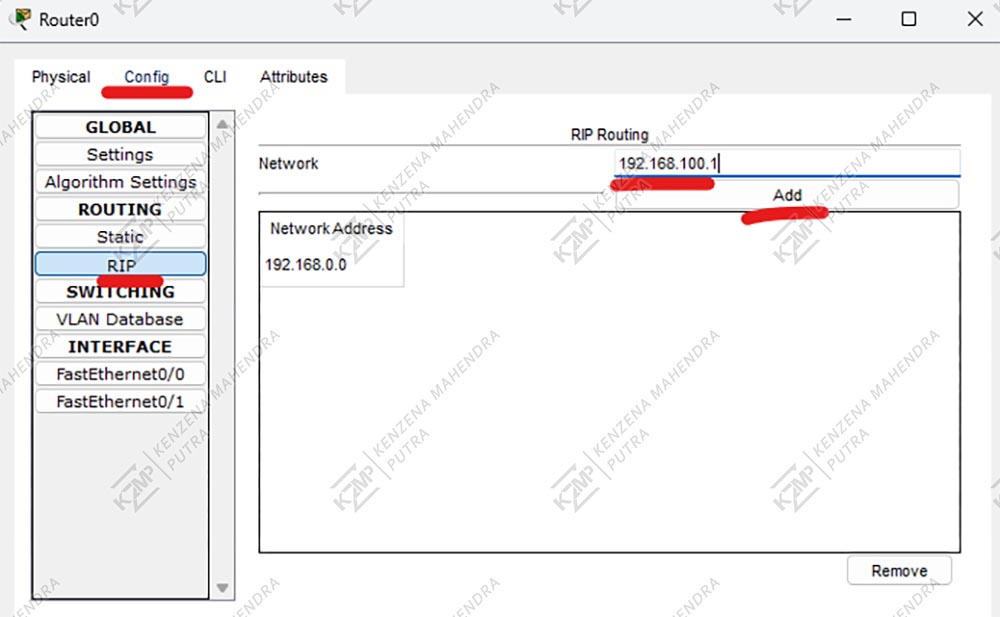 Router0
Physical Config CLI Attributes
GLOBAL
Settings
Algorithm Settings
ROUTING
Static
RIP
SWITCHING
VLAN Database
INTERFACE
FastEthernet0/0
FastEthernet0/1
RIP Routing
Network 192.168.100.1
Add
Network Address
192.168.0.0
Remove
KZMP KENZENA MAHENDRA
PUTRA